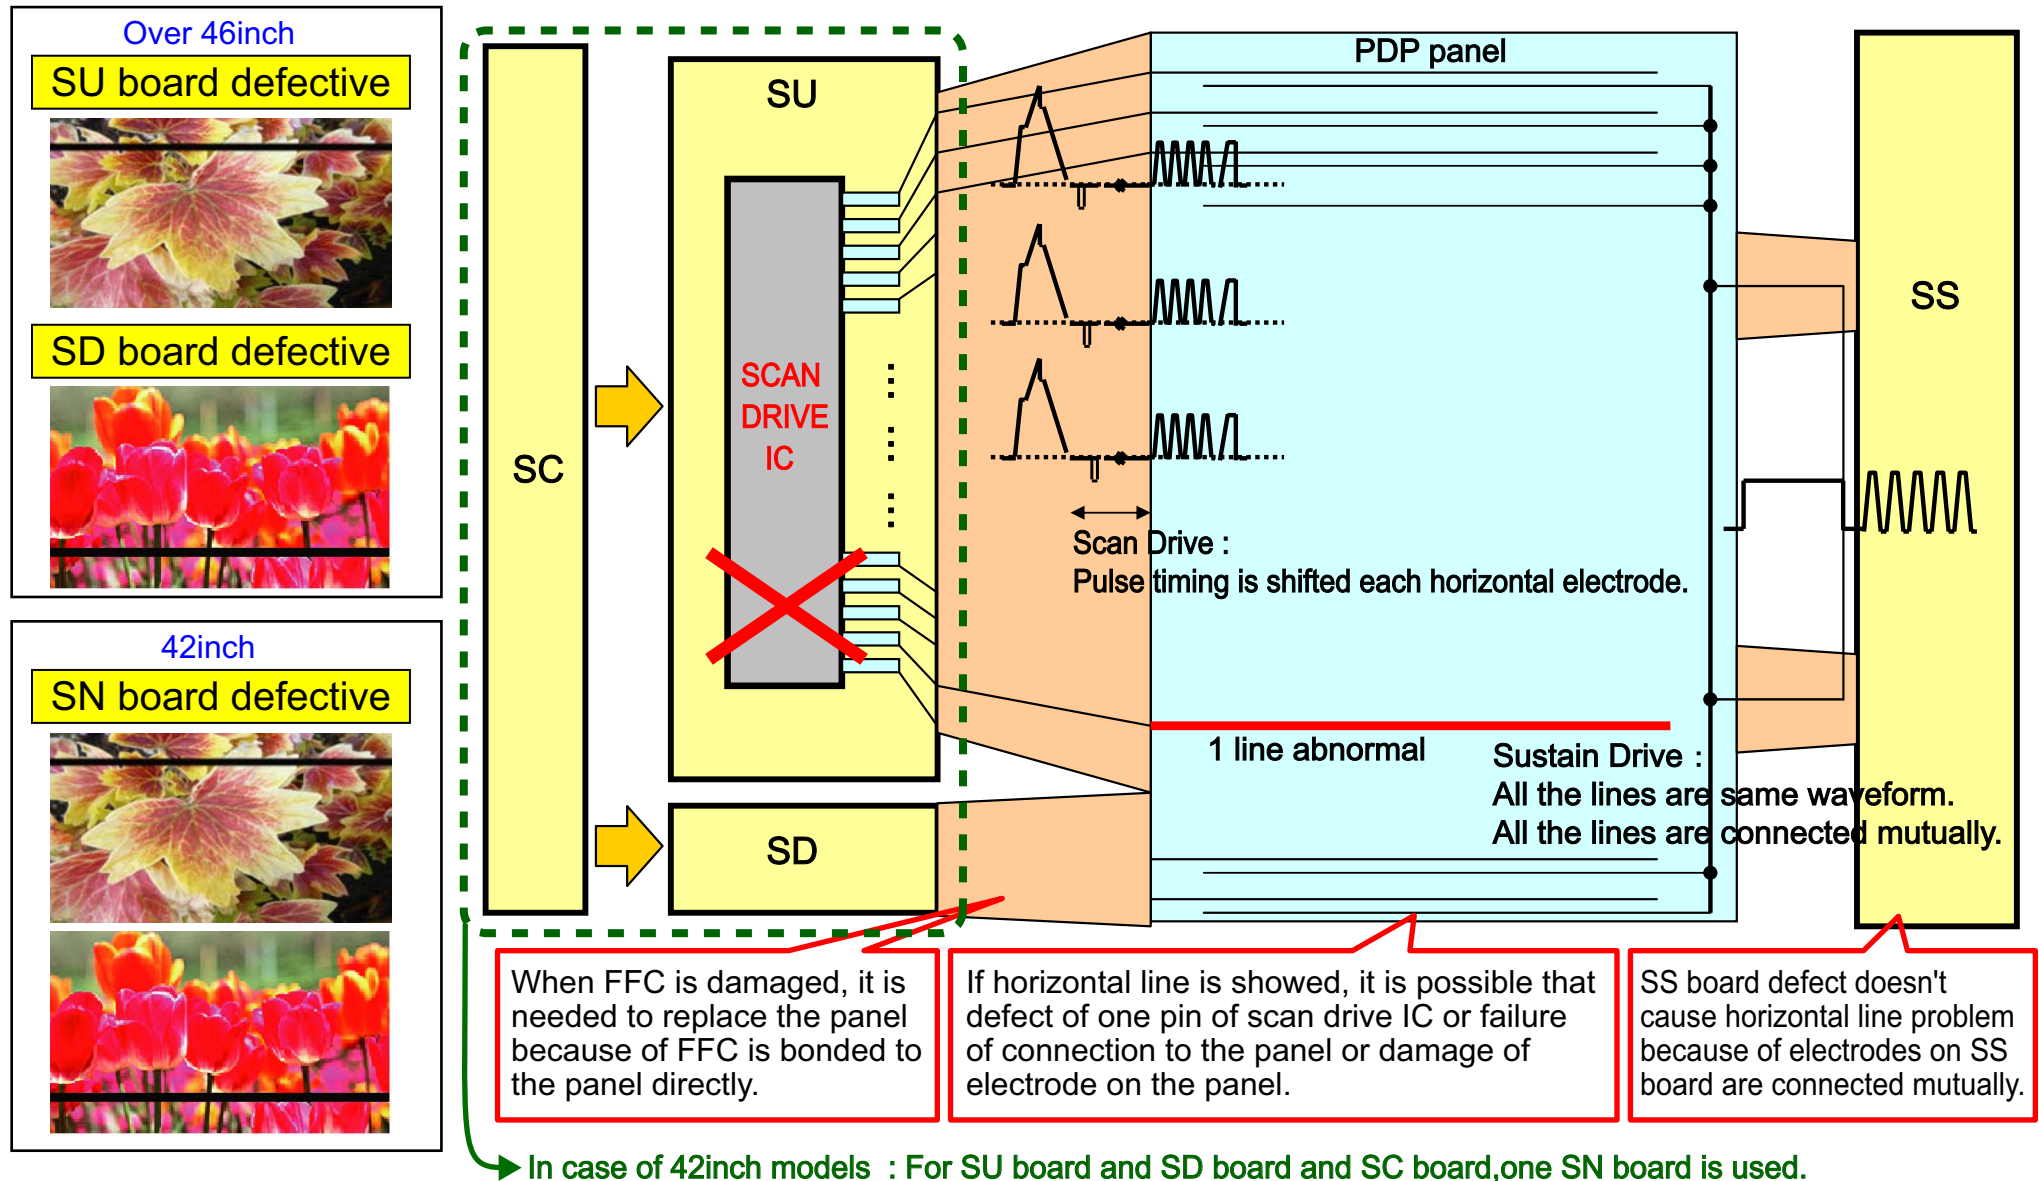 Over 46inch
SU board defective
SD board defective
42inch
SN board defective
SC
SU
SCAN
DRIVE
IC
SD
PDP panel
SS
Scan Drive :
Pulse timing is shifted each horizontal electrode.
1 line abnormal
Sustain Drive :
All the lines are same waveform.
All the lines are connected mutually.
When FFC is damaged, it is
needed to replace the panel
because of FFC is bonded to
the panel directly.
If horizontal line is showed, it is possible that
defect of one pin of scan drive IC or failure
of connection to the panel or damage of
electrode on the panel.
SS board defect doesn't
cause horizontal line problem
because of electrodes on SS
board are connected mutually.
In case of 42inch models : For SU board and SD board and SC board,one SN board is used.